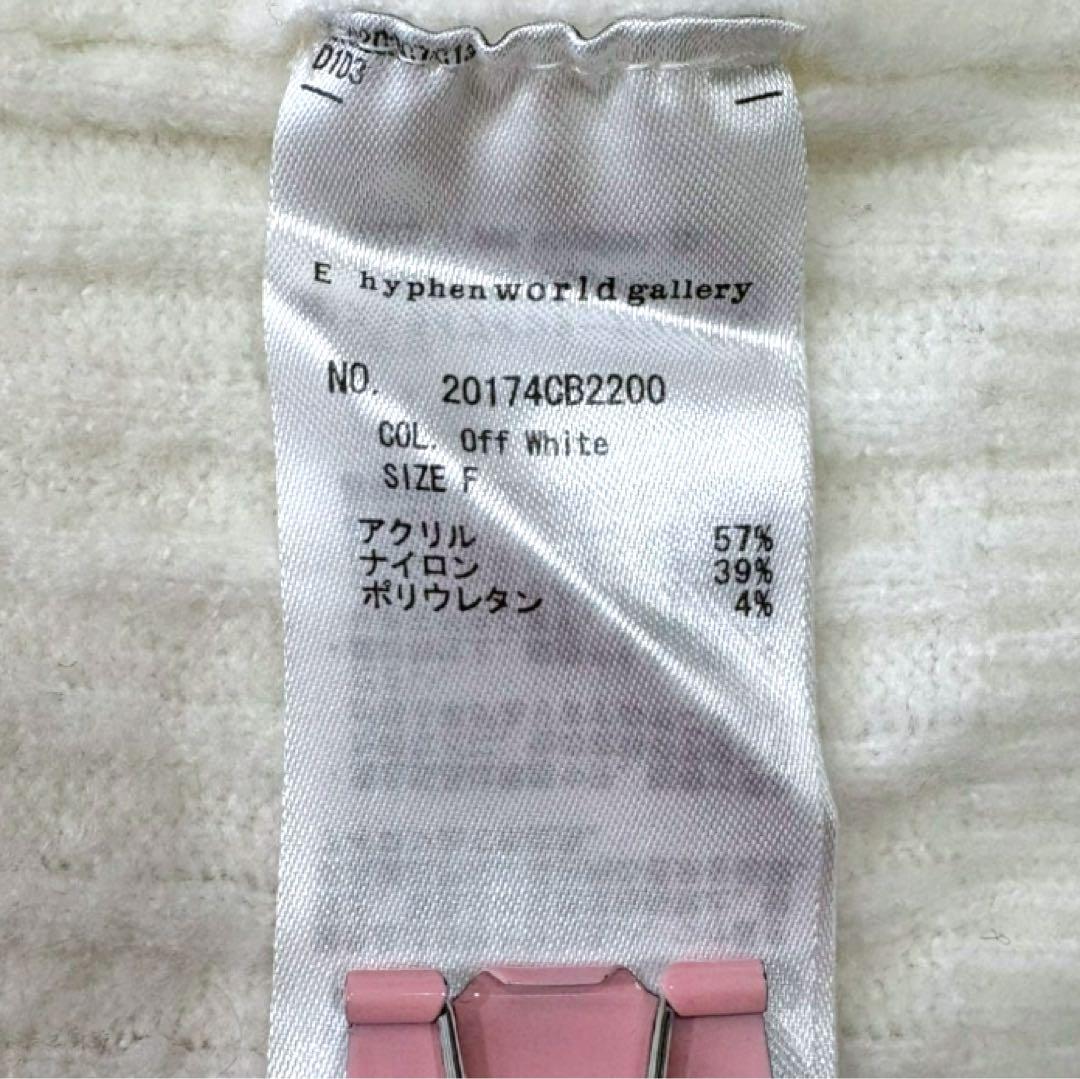 D1D3
E hyphen world gallery
NO. 20174CB2200
COL. Off White
SIZE F
アクリル 57%
ナイロン 39%
ポリウレタン 4%